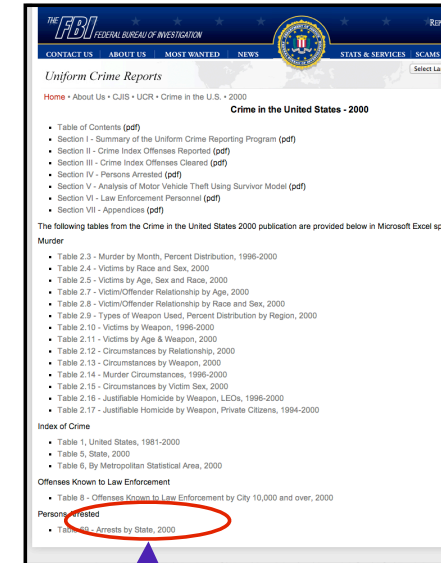 THE FBI FEDERAL BUREAU OF INVESTIGATION
CONTACT US ABOUT US MOST WANTED NEWS STATS & SERVICES SCAMS
Uniform Crime Reports
Home • About Us • CJIS • UCR • Crime in the U.S. • 2000
Crime in the United States - 2000
Table of Contents (pdf)
Section I - Summary of the Uniform Crime Reporting Program (pdf)
Section II - Crime Index Offenses Reported (pdf)
Section III - Crime Index Offenses Cleared (pdf)
Section IV - Persons Arrested (pdf)
Section V - Analysis of Motor Vehicle Theft Using Survivor Model (pdf)
Section VI - Law Enforcement Personnel (pdf)
Section VII - Appendices (pdf)
The following tables from the Crime in the United States 2000 publication are provided below in Microsoft Excel sp
Murder
Table 2.3 - Murder by Month, Percent Distribution, 1996-2000
Table 2.4 - Victims by Race and Sex, 2000
Table 2.5 - Victims by Age, Sex and Race, 2000
Table 2.7 - Victim/Offender Relationship by Age, 2000
Table 2.8 - Victim/Offender Relationship by Race and Sex, 2000
Table 2.9 - Types of Weapon Used, Percent Distribution by Region, 2000
Table 2.10 - Victims by Weapon, 1996-2000
Table 2.11 - Victims by Age & Weapon, 2000
Table 2.12 - Circumstances by Relationship, 2000
Table 2.13 - Circumstances by Weapon, 2000
Table 2.14 - Murder Circumstances, 1996-2000
Table 2.15 - Circumstances by Victim Sex, 2000
Table 2.16 - Justifiable Homicide by Weapon, LEOs, 1996-2000
Table 2.17 - Justifiable Homicide by Weapon, Private Citizens, 1994-2000
Index of Crime
Table 1, United States, 1981-2000
Table 5, State, 2000
Table 6, By Metropolitan Statistical Area, 2000
Offenses Known to Law Enforcement
Table 8 - Offenses Known to Law Enforcement by City 10,000 and over, 2000
Persons Arrested
Table 69 - Arrests by State, 2000